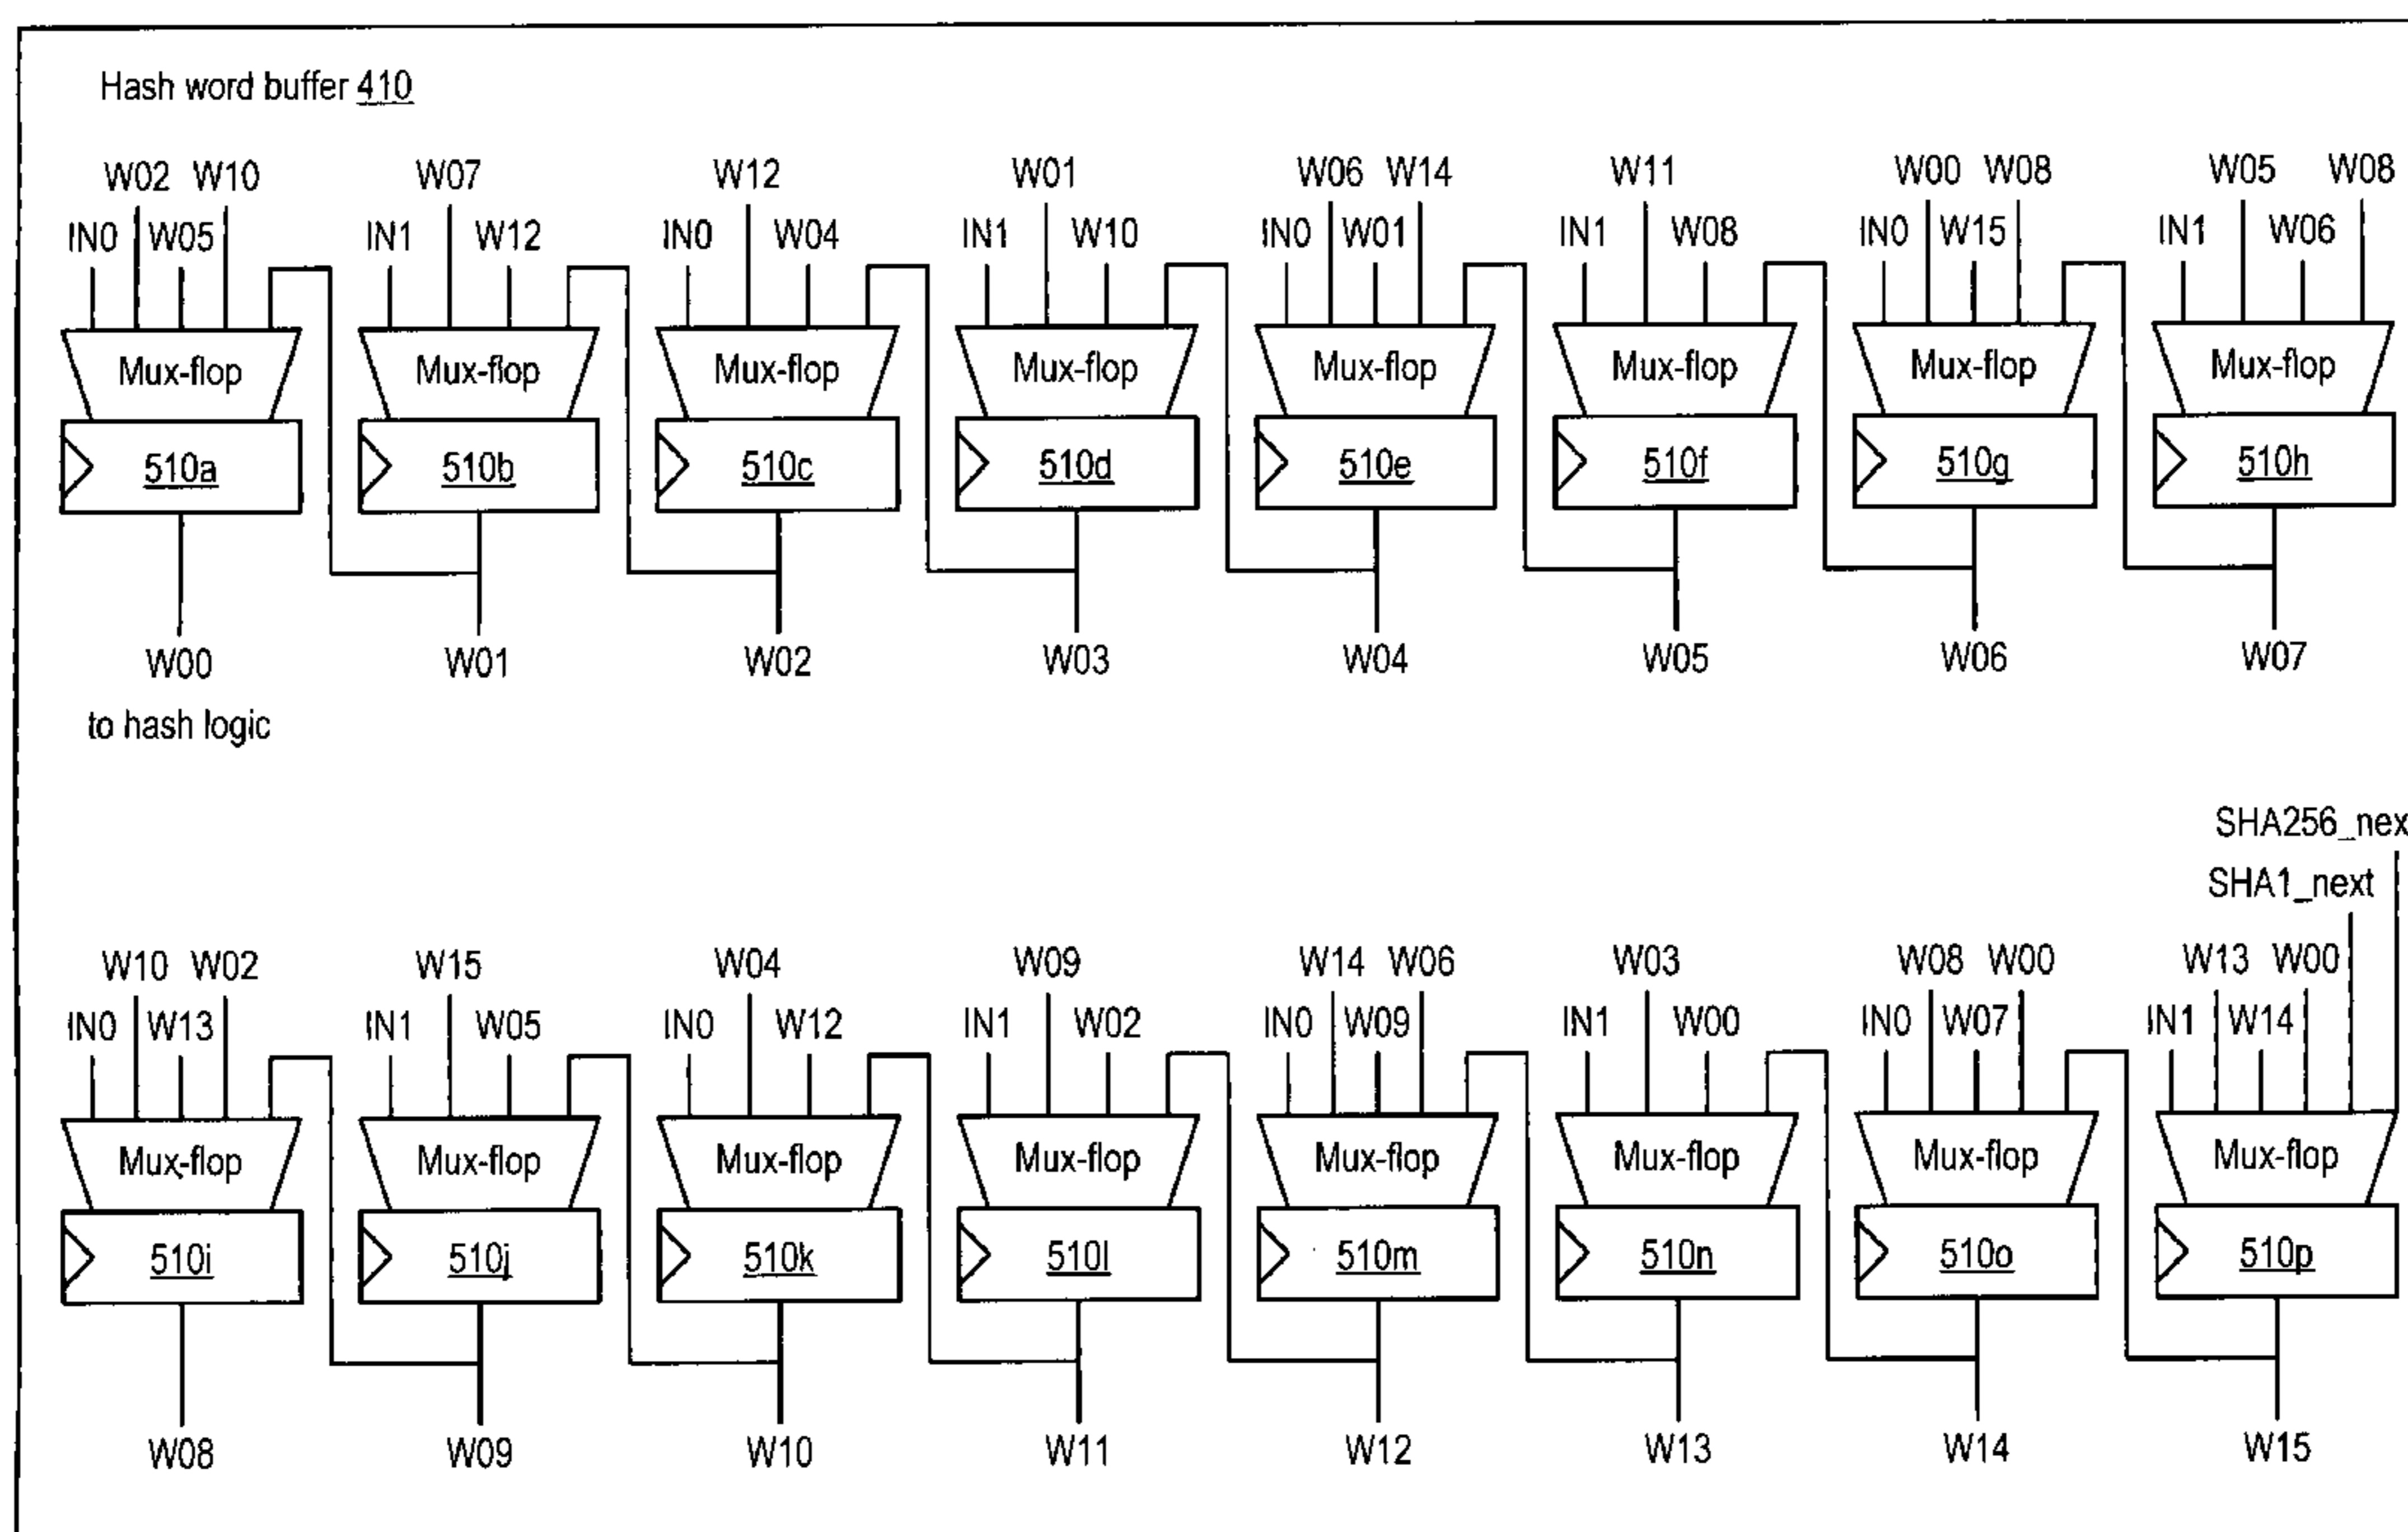 Hash word buffer 410
W02 W10 W07 W12 W01 W06 W14 W11 W00 W08 W05 W08
IN0 W05 IN1 W12 IN0 W04 IN1 W10 IN0 W01 IN1 W08 IN0 W15 IN1 W06
Mux-flop Mux-flop Mux-flop Mux-flop Mux-flop Mux-flop Mux-flop Mux-flop
510a 510b 510c 510d 510e 510f 510g 510h
W00 W01 W02 W03 W04 W05 W06 W07
to hash logic
SHA256_nex
SHA1_next
W10 W02 W15 W04 W09 W14 W06 W03 W08 W00 W13 W00
IN0 W13 IN1 W05 IN0 W12 IN1 W02 IN0 W09 IN1 W00 IN0 W07 IN1 W14
Mux-flop Mux-flop Mux-flop Mux-flop Mux-flop Mux-flop Mux-flop Mux-flop
510i 510j 510k 510l 510m 510n 510o 510p
W08 W09 W10 W11 W12 W13 W14 W15